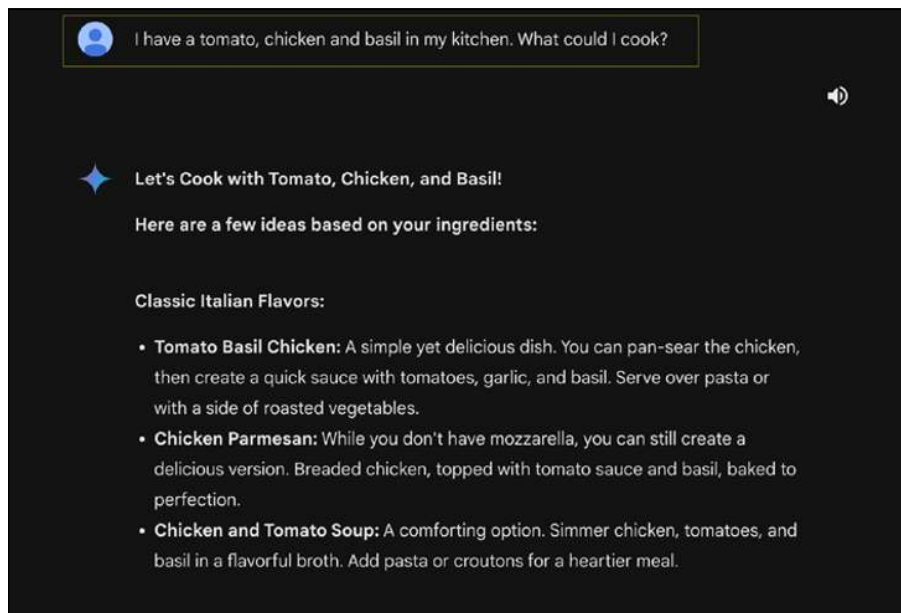 I have a tomato, chicken and basil in my kitchen. What could I cook?
Let's Cook with Tomato, Chicken, and Basil!
Here are a few ideas based on your ingredients:
Classic Italian Flavors:
• Tomato Basil Chicken: A simple yet delicious dish. You can pan-sear the chicken,
then create a quick sauce with tomatoes, garlic, and basil. Serve over pasta or
with a side of roasted vegetables.
• Chicken Parmesan: While you don't have mozzarella, you can still create a
delicious version. Breaded chicken, topped with tomato sauce and basil, baked to
perfection.
• Chicken and Tomato Soup: A comforting option. Simmer chicken, tomatoes, and
basil in a flavorful broth. Add pasta or croutons for a heartier meal.